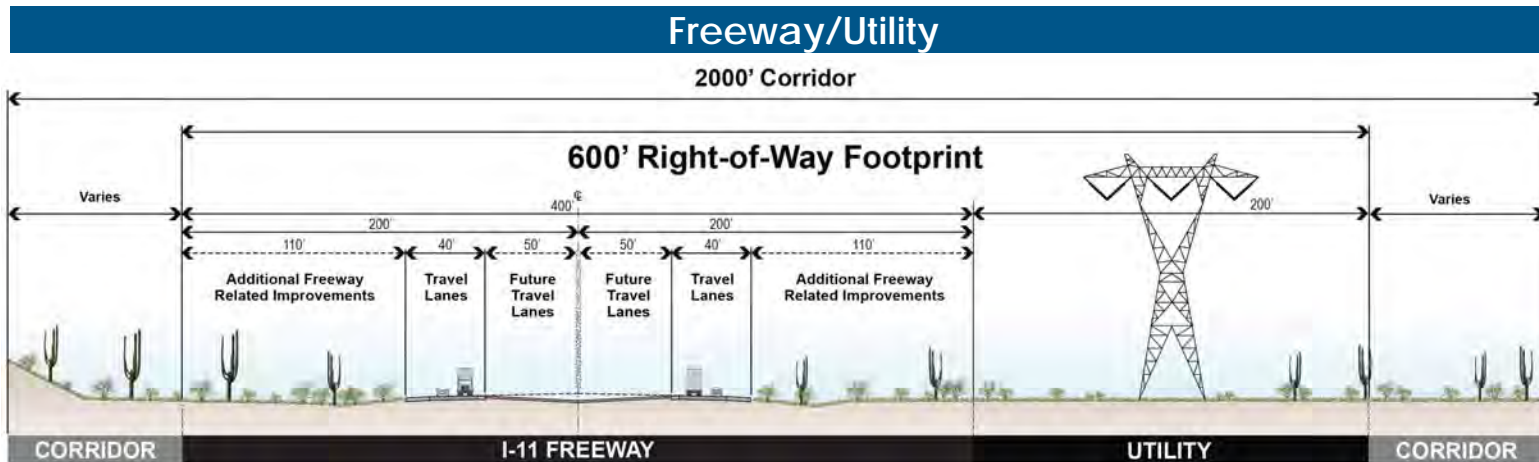 Freeway/Utility
2000' Corridor
600' Right-of-Way Footprint
Varies
Varies
℄
400'
200'
200'
200'
110'
40'
50'
50'
40'
110'
Additional Freeway
Related Improvements
Travel
Lanes
Future
Travel
Lanes
Future
Travel
Lanes
Travel
Lanes
Additional Freeway
Related Improvements
CORRIDOR
I-11 FREEWAY
UTILITY
CORRIDOR